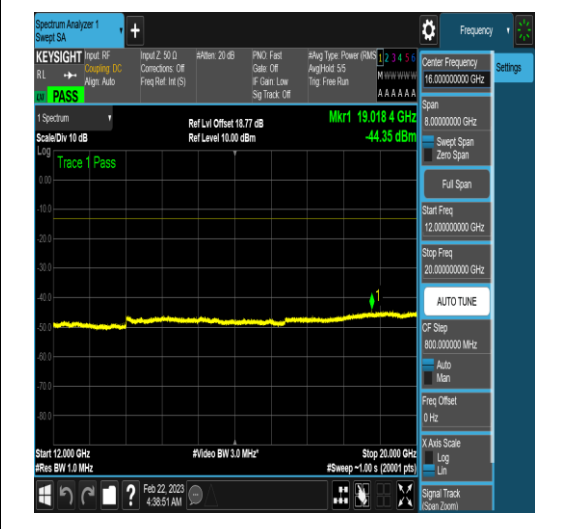 Spectrum Analyzer 1
Swept SA
+
Frequency
KEYSIGHT
RL
Input: RF
Coupling: DC
Align: Auto
Input Z: 50 Ω
Corrections: Off
Freq Ref: Int (S)
#Atten: 20 dB
PNO: Fast
Gate: Off
IF Gain: Low
Sig Track: Off
#Avg Type: Power (RMS
Avg|Hold: 5/5
Trig: Free Run
1 2 3 4 5 6
M W W W W W
A A A A A A
PASS
1 Spectrum
Scale/Div 10 dB
Ref Lvl Offset 18.77 dB
Ref Level 10.00 dBm
Mkr1 19.018 4 GHz
-44.35 dBm
Log
Trace 1 Pass
0.00
-10.0
-20.0
-30.0
-40.0
-50.0
-60.0
-70.0
-80.0
1
Start 12.000 GHz
#Res BW 1.0 MHz
#Video BW 3.0 MHz*
Stop 20.000 GHz
#Sweep ~1.00 s (20001 pts)
Feb 22, 2023
4:38:51 AM
?
Center Frequency
16.000000000 GHz
Settings
Span
8.00000000 GHz
Swept Span
Zero Span
Full Span
Start Freq
12.000000000 GHz
Stop Freq
20.000000000 GHz
AUTO TUNE
CF Step
800.000000 MHz
Auto
Man
Freq Offset
0 Hz
X Axis Scale
Log
Lin
Signal Track
(Span Zoom)